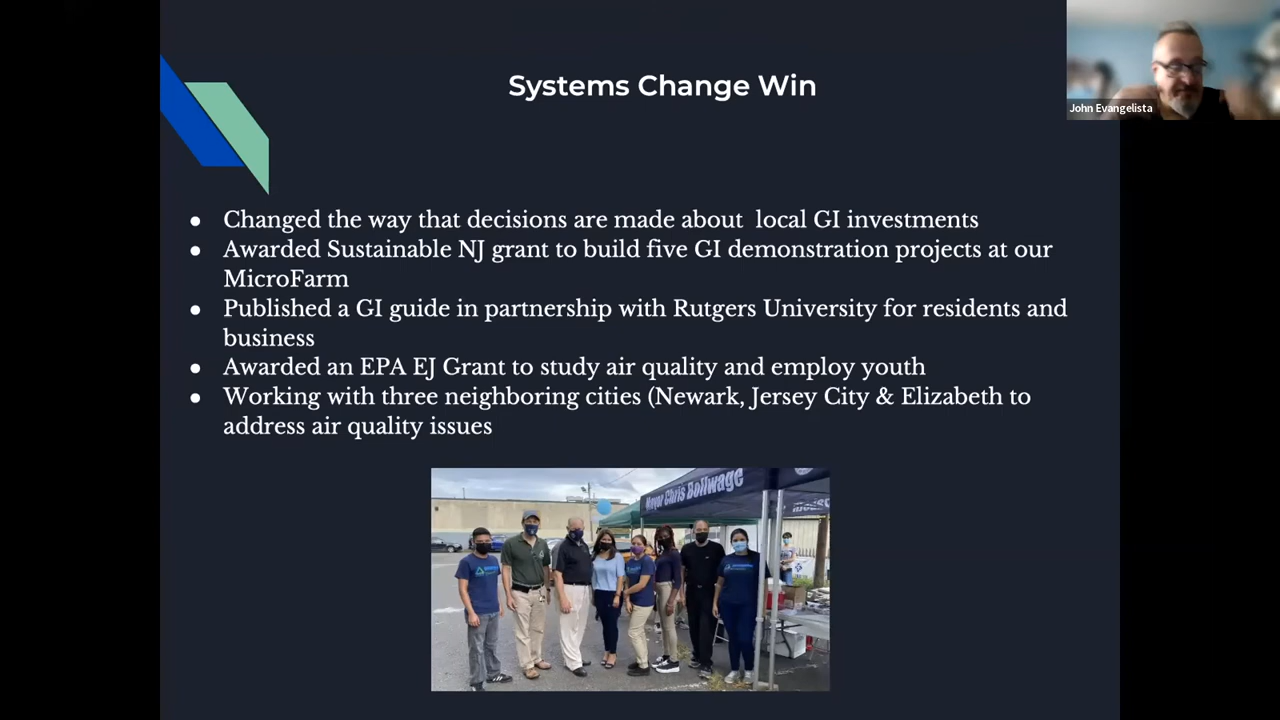 Systems Change Win
John Evangelista
● Changed the way that decisions are made about  local GI investments
● Awarded Sustainable NJ grant to build five GI demonstration projects at our
MicroFarm
● Published a GI guide in partnership with Rutgers University for residents and
business
● Awarded an EPA EJ Grant to study air quality and employ youth
● Working with three neighboring cities (Newark, Jersey City & Elizabeth to
address air quality issues
Mayor Chris Bollwage